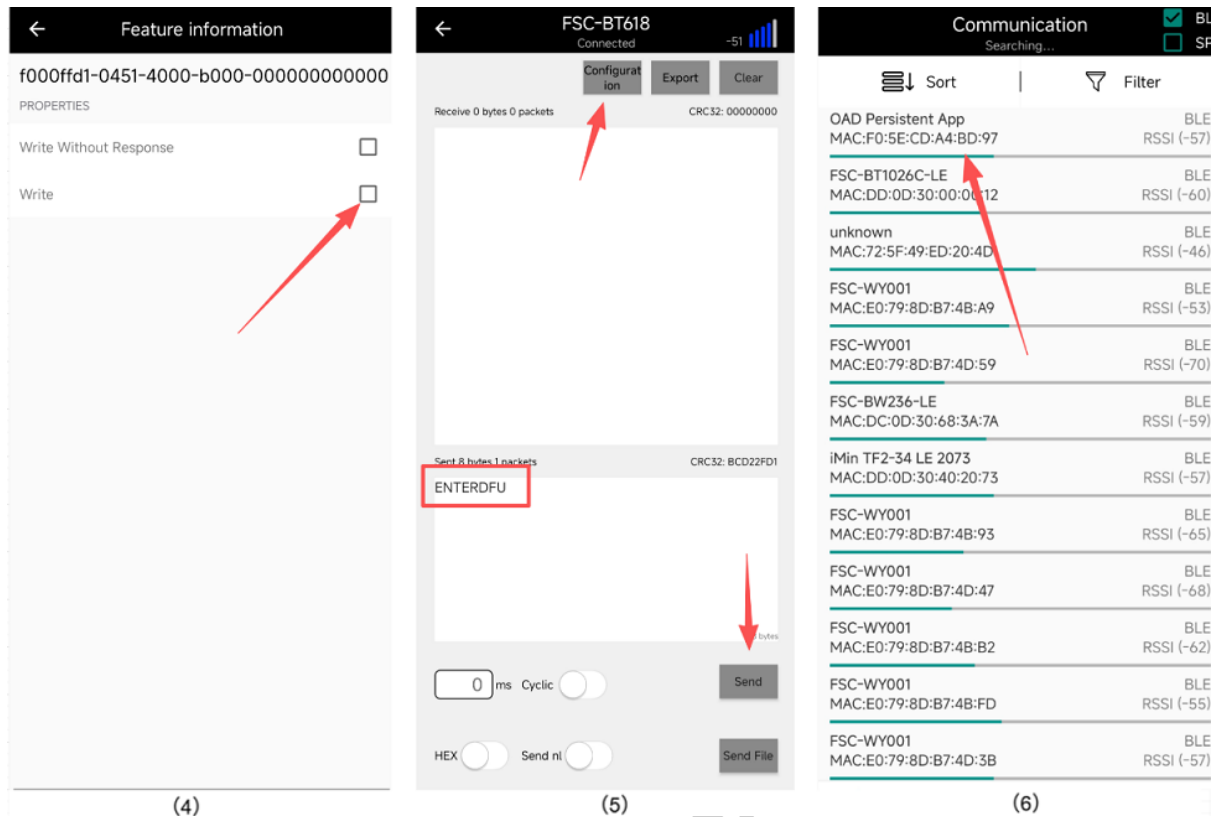 Feature information
f000ffd1-0451-4000-b000-000000000000
PROPERTIES
Write Without Response
Write
(4)
FSC-BT618
Connected
-51
Configurat
ion
Export
Clear
Receive 0 bytes 0 packets
CRC32: 00000000
Sent 8 bytes 1 packets
CRC32: BCD22FD1
ENTERDFU
bytes
0 ms Cyclic
Send
HEX
Send nl
Send File
(5)
Communication
Searching...
BL
SP
Sort
Filter
OAD Persistent App
BLE
MAC:F0:5E:CD:A4:BD:97
RSSI (-57)
FSC-BT1026C-LE
BLE
MAC:DD:0D:30:00:00:12
RSSI (-60)
unknown
BLE
MAC:72:5F:49:ED:20:4D
RSSI (-46)
FSC-WY001
BLE
MAC:E0:79:8D:B7:4B:A9
RSSI (-53)
FSC-WY001
BLE
MAC:E0:79:8D:B7:4D:59
RSSI (-70)
FSC-BW236-LE
BLE
MAC:DC:0D:30:68:3A:7A
RSSI (-59)
iMin TF2-34 LE 2073
BLE
MAC:DD:0D:30:40:20:73
RSSI (-57)
FSC-WY001
BLE
MAC:E0:79:8D:B7:4B:93
RSSI (-65)
FSC-WY001
BLE
MAC:E0:79:8D:B7:4D:47
RSSI (-68)
FSC-WY001
BLE
MAC:E0:79:8D:B7:4B:B2
RSSI (-62)
FSC-WY001
BLE
MAC:E0:79:8D:B7:4B:FD
RSSI (-55)
FSC-WY001
BLE
MAC:E0:79:8D:B7:4D:3B
RSSI (-57)
(6)